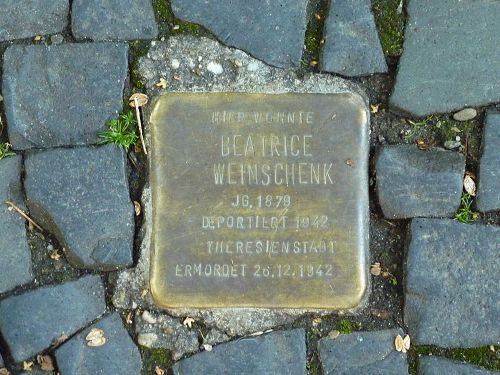 HIER WOHNTE
BEATRICE
WEINSCHENK
JG. 1879
DEPORTIERT 1942
THERESIENSTADT
ERMORDET 26.12.1942